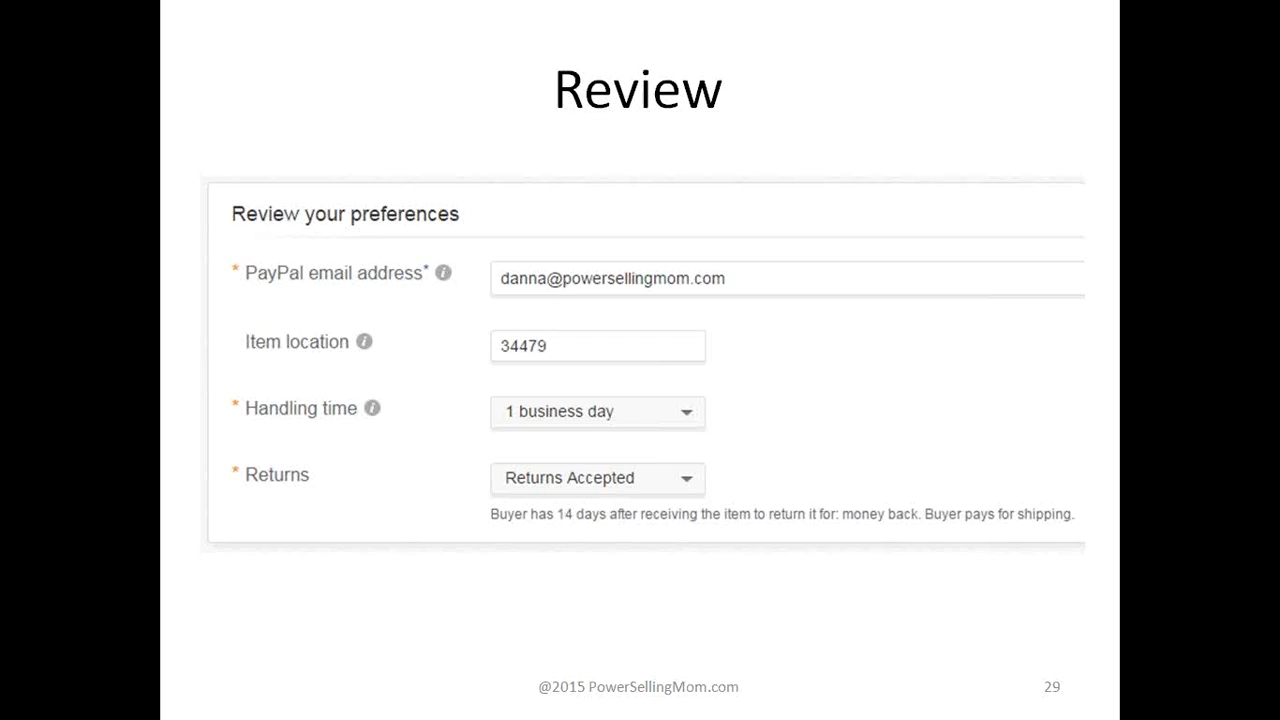 Review
Review your preferences
* PayPal email address* i
danna@powersellingmom.com
Item location i
34479
* Handling time i
1 business day
* Returns
Returns Accepted
Buyer has 14 days after receiving the item to return it for: money back. Buyer pays for shipping.
@2015 PowerSellingMom.com
29